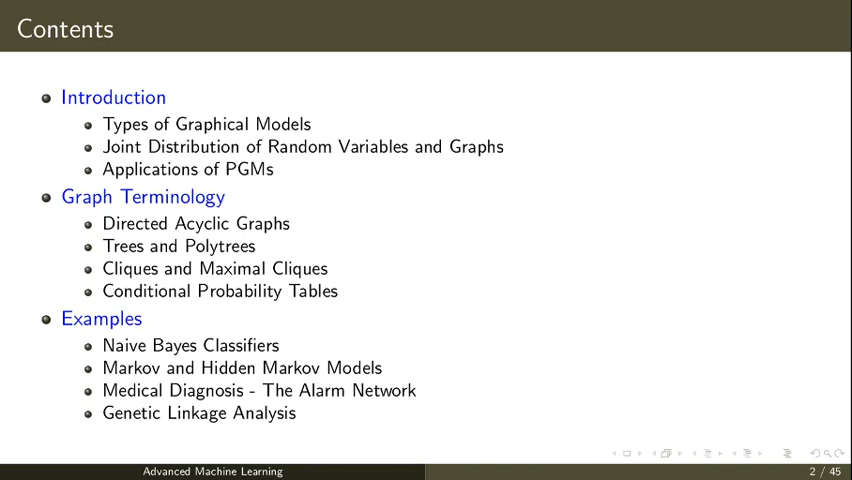 Contents
Introduction
Types of Graphical Models
Joint Distribution of Random Variables and Graphs
Applications of PGMs
Graph Terminology
Directed Acyclic Graphs
Trees and Polytrees
Cliques and Maximal Cliques
Conditional Probability Tables
Examples
Naive Bayes Classifiers
Markov and Hidden Markov Models
Medical Diagnosis - The Alarm Network
Genetic Linkage Analysis
Advanced Machine Learning 2 / 45